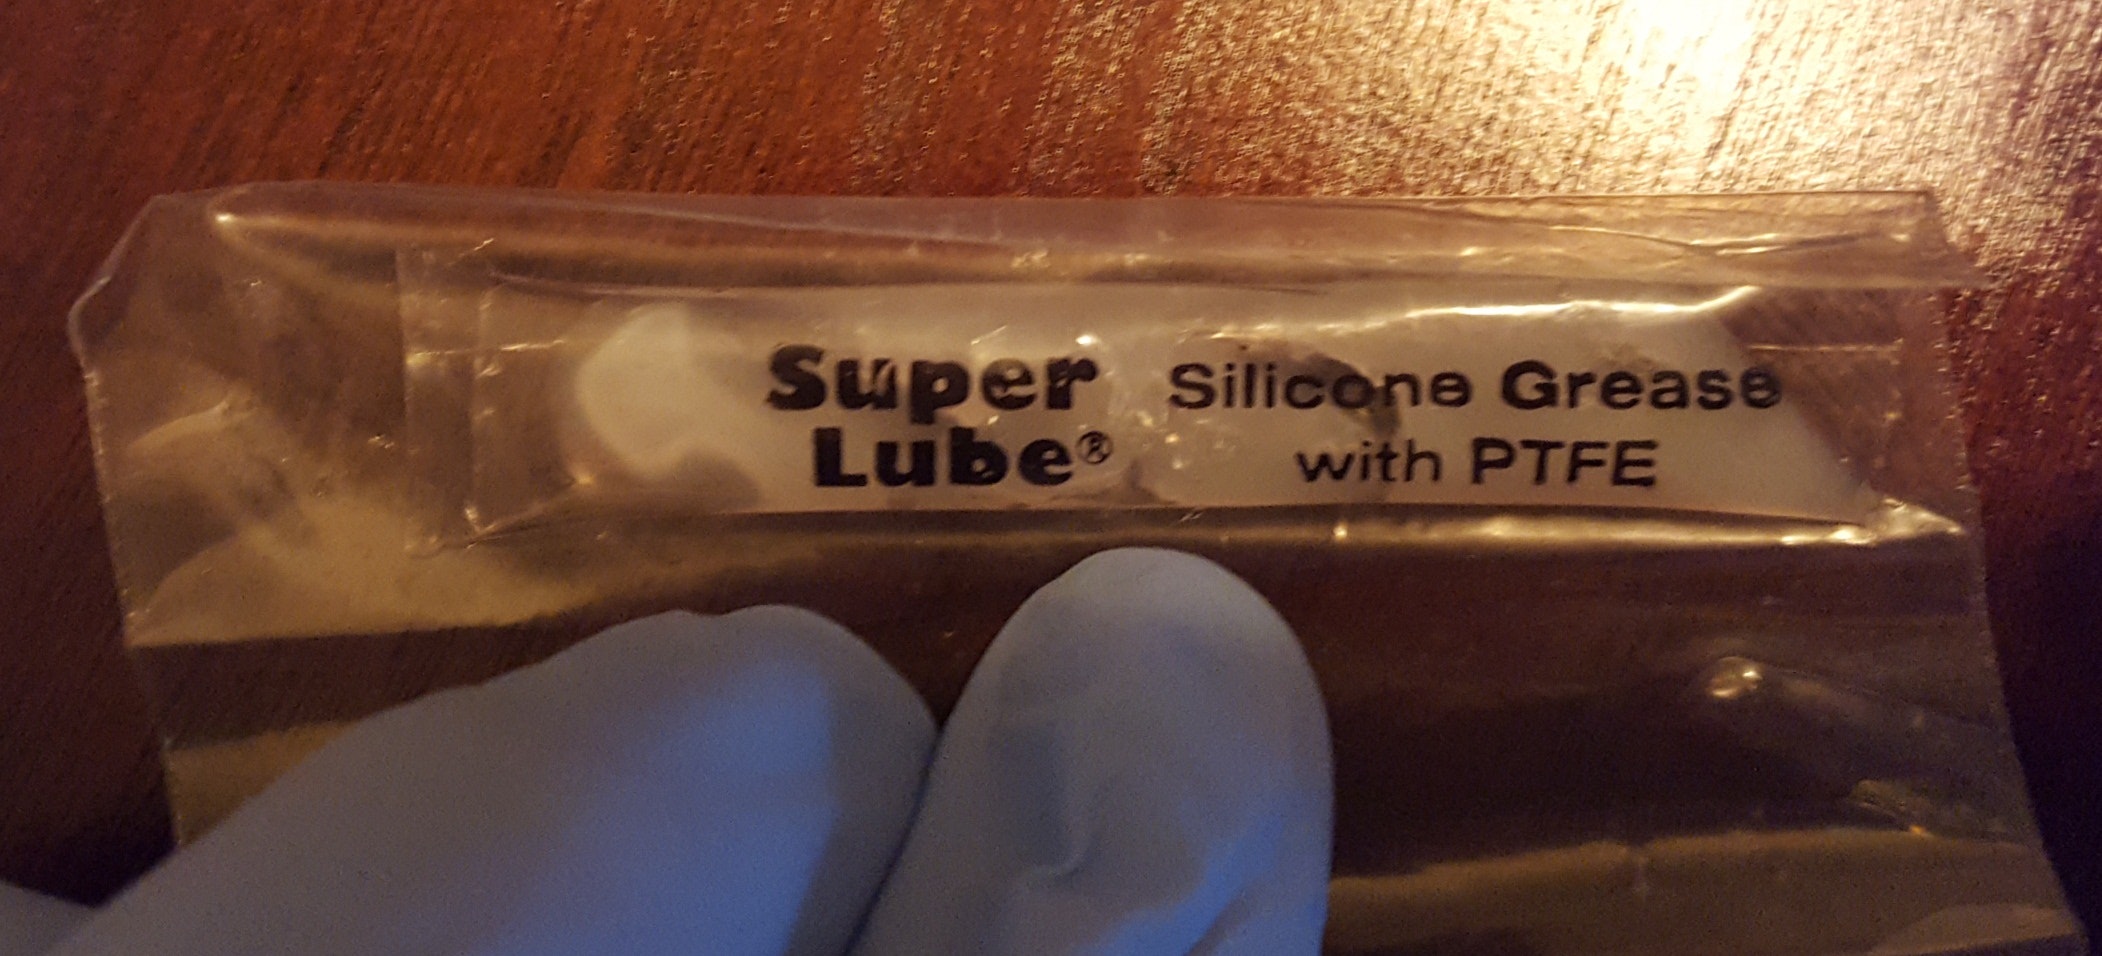 Super Lube®
Silicone Grease with PTFE